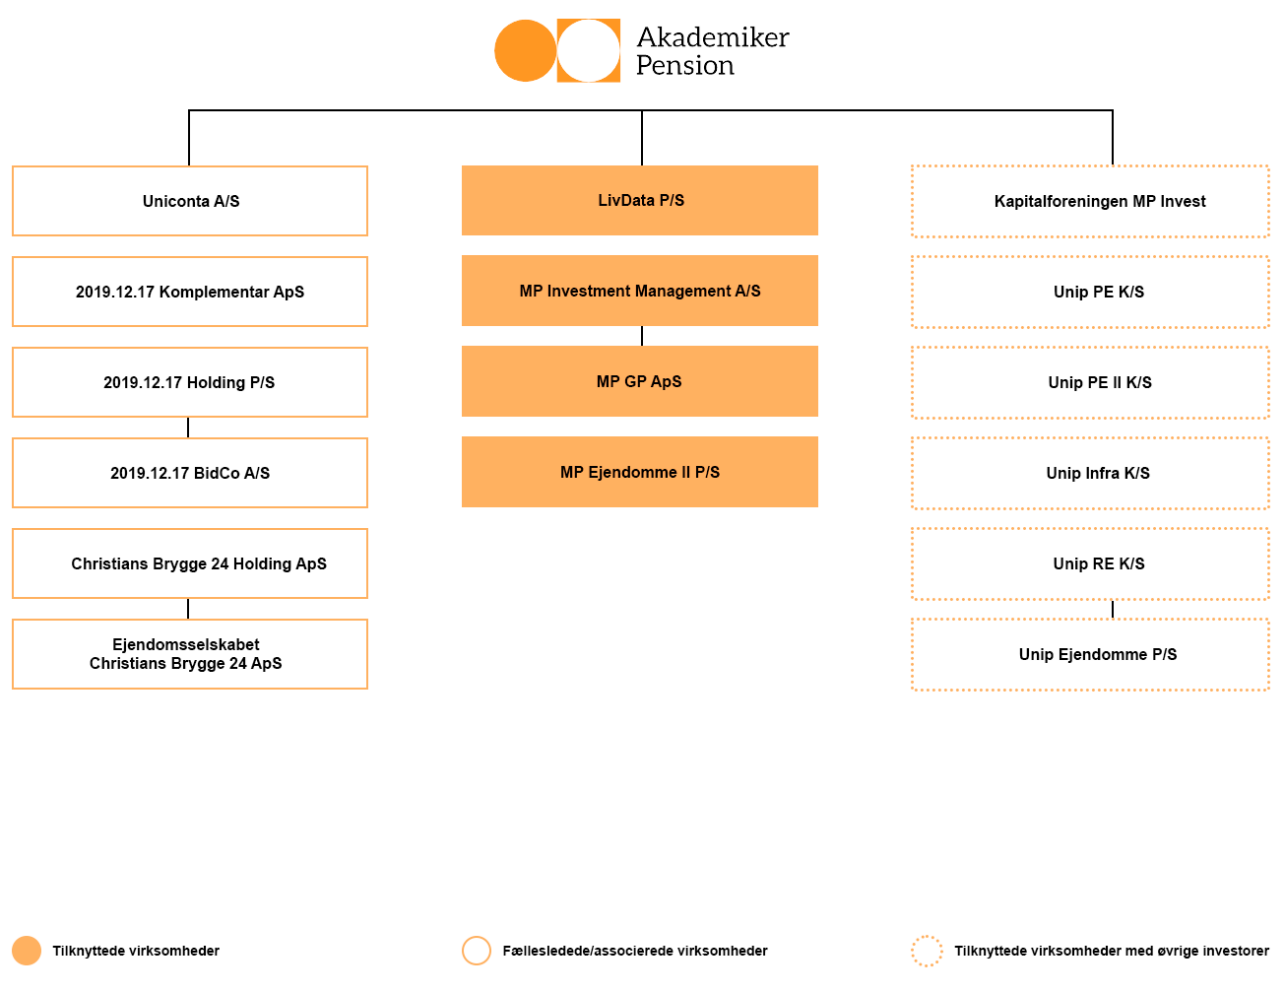 Akademiker
Pension
Uniconta A/S
2019.12.17 Komplementar ApS
2019.12.17 Holding P/S
2019.12.17 BidCo A/S
Christians Brygge 24 Holding ApS
Ejendomsselskabet
Christians Brygge 24 ApS
LivData P/S
MP Investment Management A/S
MP GP ApS
MP Ejendomme II P/S
Kapitalforeningen MP Invest
Unip PE K/S
Unip PE II K/S
Unip Infra K/S
Unip RE K/S
Unip Ejendomme P/S
Tilknyttede virksomheder
Fællesledede/associerede virksomheder
Tilknyttede virksomheder med øvrige investorer